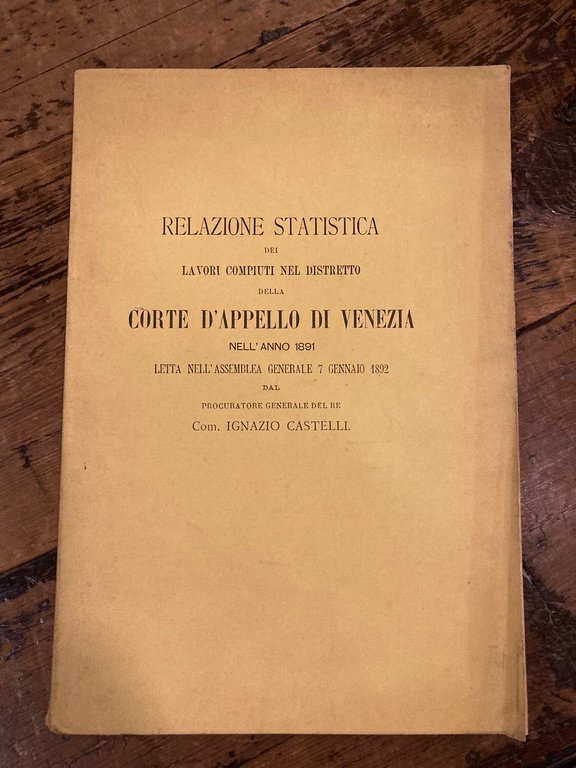 RELAZIONE STATISTICA
DEI
LAVORI COMPIUTI NEL DISTRETTO
DELLA
CORTE D'APPELLO DI VENEZIA
NELL'ANNO 1891
LETTA NELL'ASSEMBLEA GENERALE 7 GENNAIO 1892
DAL
PROCURATORE GENERALE DEL RE
Com. IGNAZIO CASTELLI.